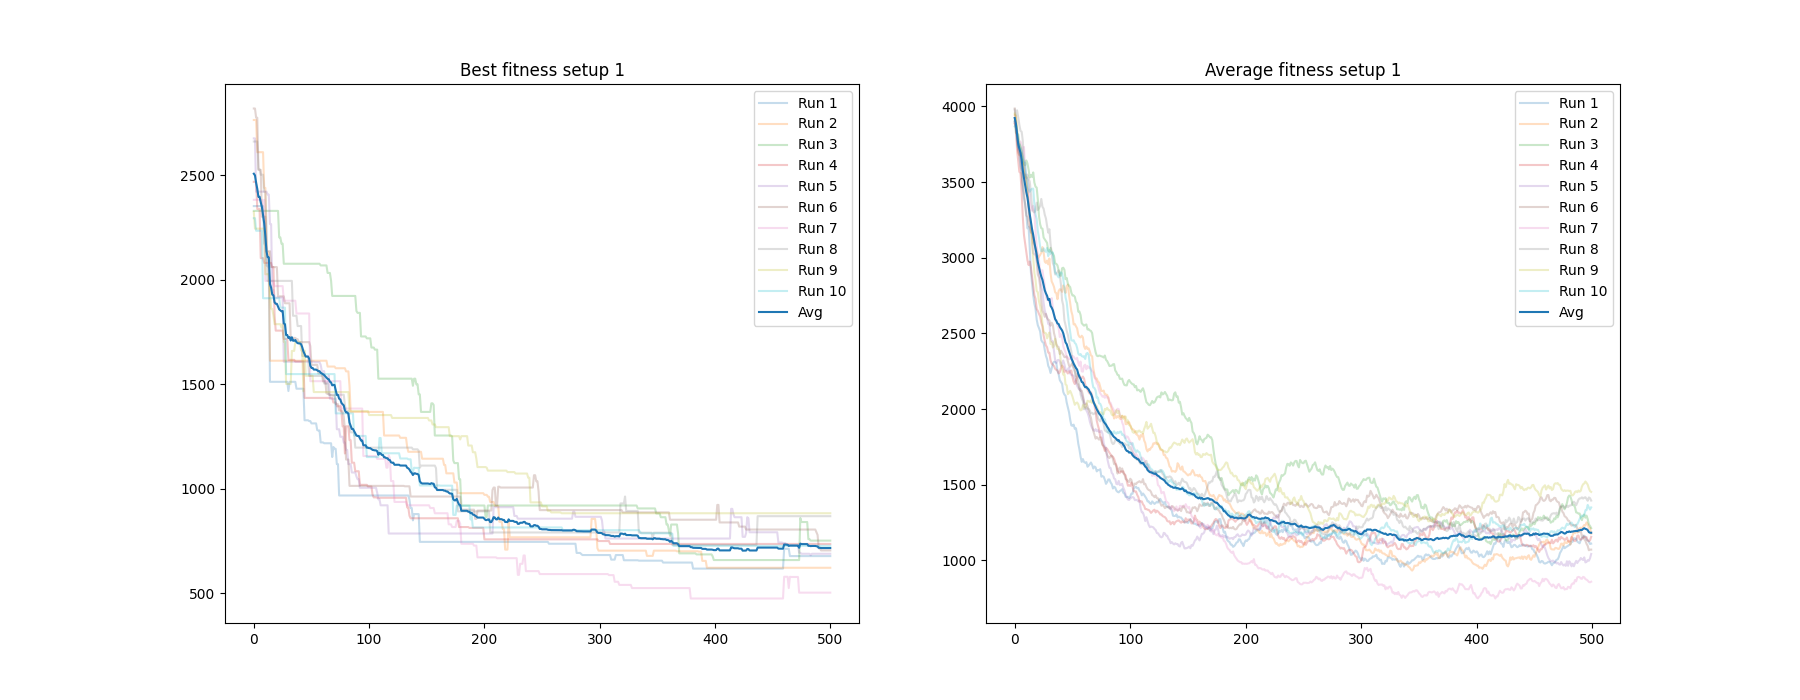 Best fitness setup 1
2500
2000
1500
1000
500
0
100
200
300
400
500
Run 1
Run 2
Run 3
Run 4
Run 5
Run 6
Run 7
Run 8
Run 9
Run 10
Avg
Average fitness setup 1
4000
3500
3000
2500
2000
1500
1000
0
100
200
300
400
500
Run 1
Run 2
Run 3
Run 4
Run 5
Run 6
Run 7
Run 8
Run 9
Run 10
Avg